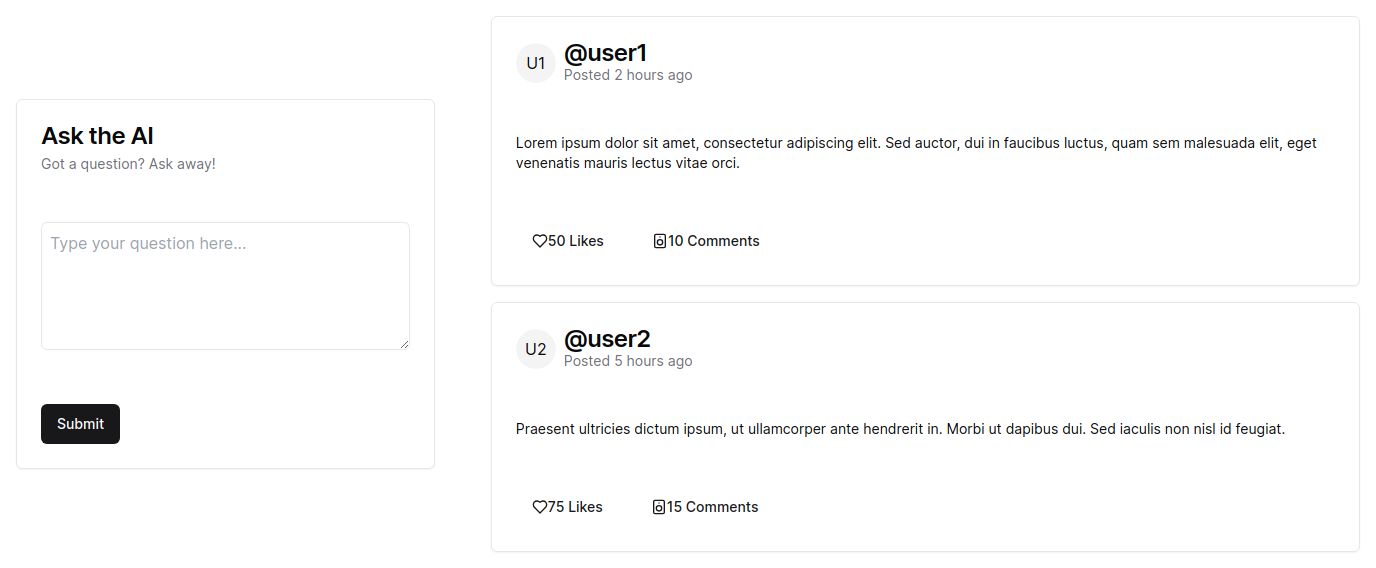 Ask the AI
Got a question? Ask away!
Type your question here...
Submit
U1
@user1
Posted 2 hours ago
Lorem ipsum dolor sit amet, consectetur adipiscing elit. Sed auctor, dui in faucibus luctus, quam sem malesuada elit, eget
venenatis mauris lectus vitae orci.
50 Likes
10 Comments
U2
@user2
Posted 5 hours ago
Praesent ultricies dictum ipsum, ut ullamcorper ante hendrerit in. Morbi ut dapibus dui. Sed iaculis non nisl id feugiat.
75 Likes
15 Comments